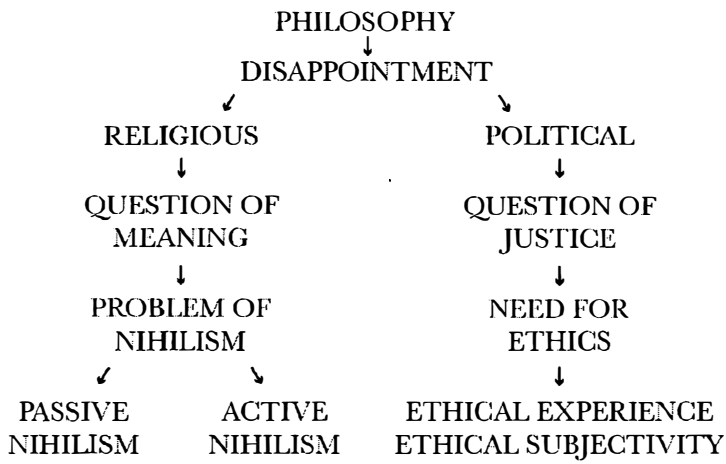 PHILOSOPHY
DISAPPOINTMENT
RELIGIOUS
POLITICAL
QUESTION OF
MEANING
QUESTION OF
JUSTICE
PROBLEM OF
NIHILISM
NEED FOR
ETHICS
PASSIVE
NIHILISM
ACTIVE
NIHILISM
ETHICAL EXPERIENCE
ETHICAL SUBJECTIVITY